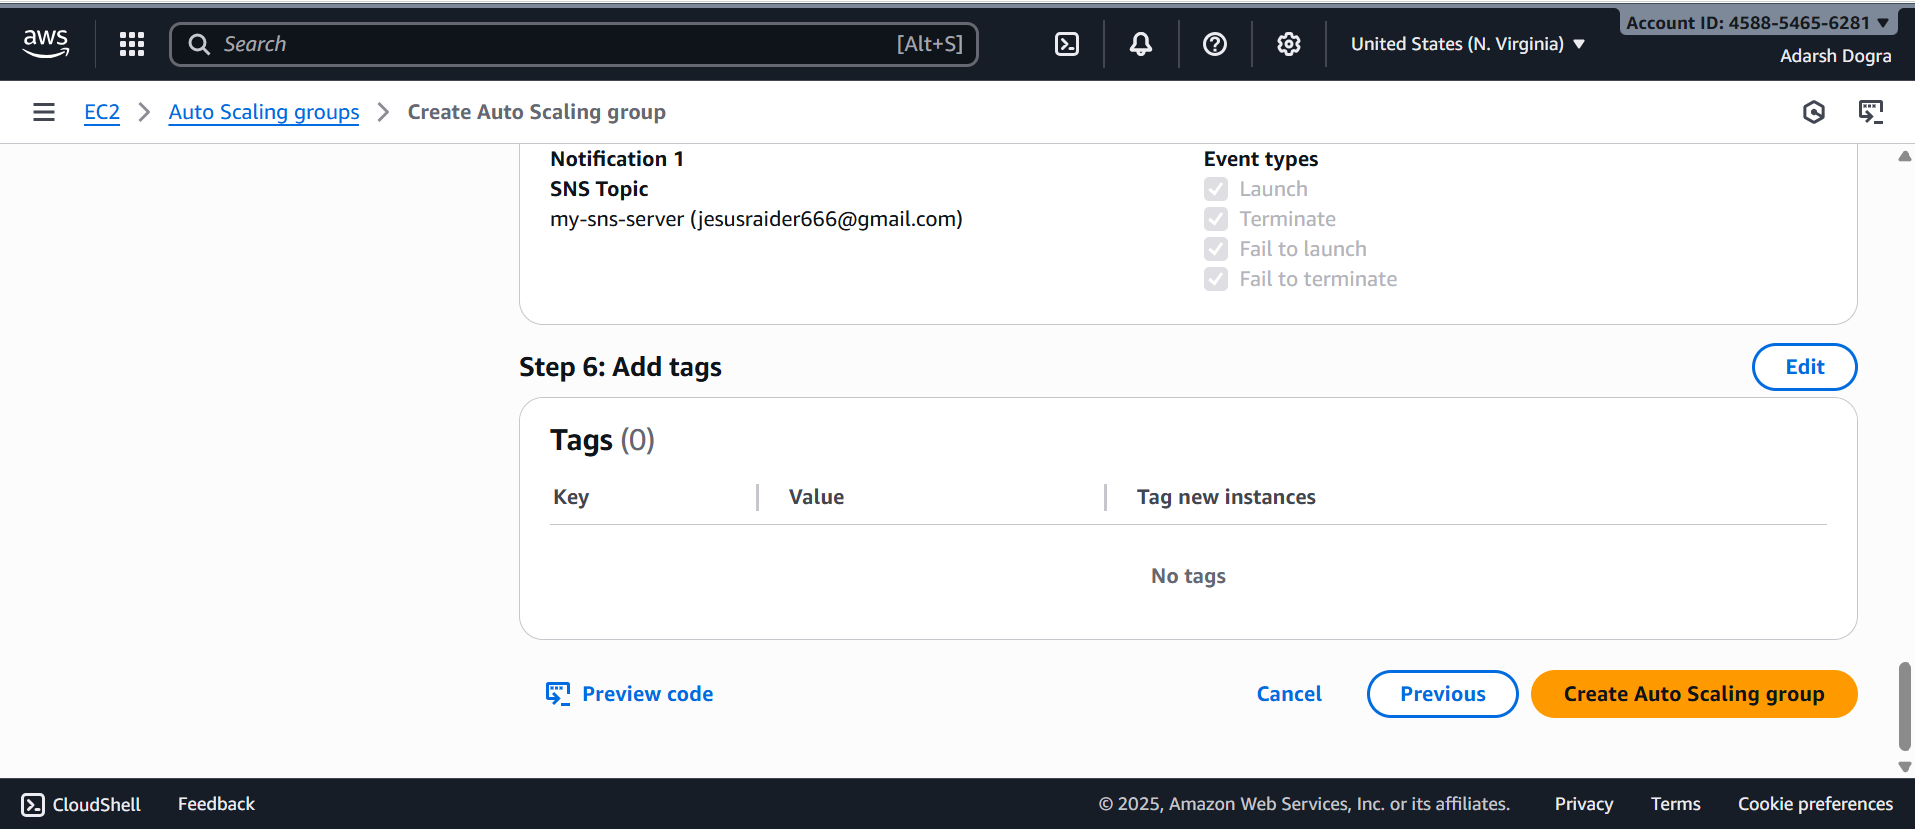 aws
Search [Alt+S]
United States (N. Virginia)
Account ID: 4588-5465-6281
Adarsh Dogra
EC2 Auto Scaling groups Create Auto Scaling group
Notification 1
SNS Topic
my-sns-server (jesusraider666@gmail.com)
Event types
Launch
Terminate
Fail to launch
Fail to terminate
Step 6: Add tags
Edit
Tags (0)
Key Value Tag new instances
No tags
Preview code Cancel Previous Create Auto Scaling group
CloudShell Feedback © 2025, Amazon Web Services, Inc. or its affiliates. Privacy Terms Cookie preferences